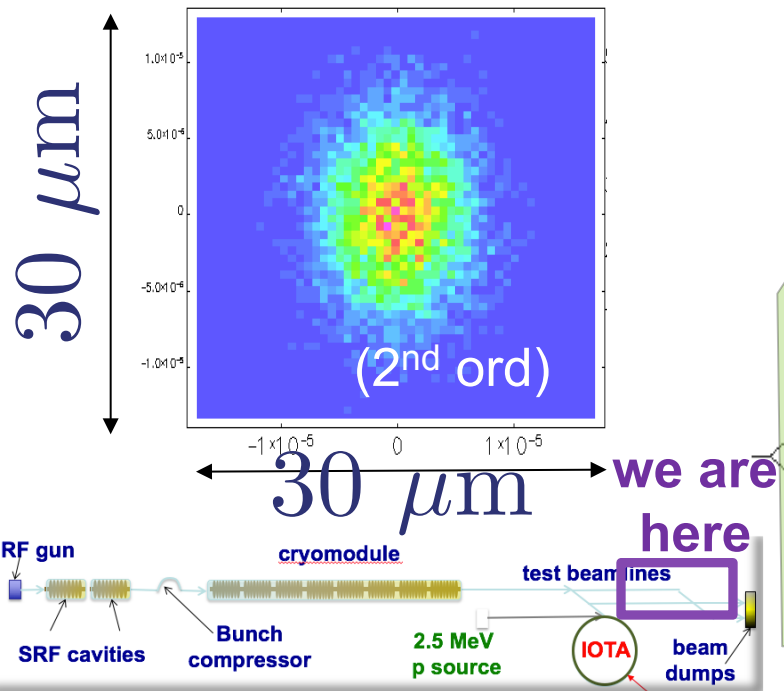 30 μm
1.0×10⁻⁵
5.0×10⁻⁶
0
-5.0×10⁻⁶
-1.0×10⁻⁵
(2nd ord)
-1×10⁻⁵ 0 1×10⁻⁵
30 μm
we are
here
RF gun
cryomodule
test beamlines
SRF cavities
Bunch
compressor
2.5 MeV
p source
IOTA
beam
dumps